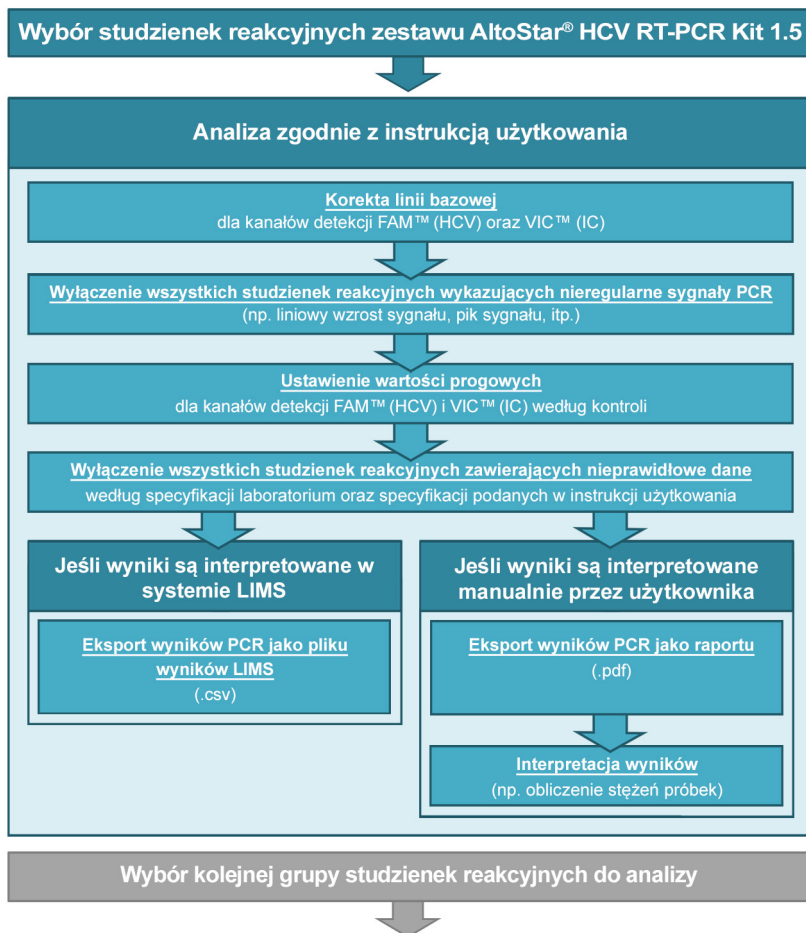 Wybór studzienek reakcyjnych zestawu AltoStar® HCV RT-PCR Kit 1.5
Analiza zgodnie z instrukcją użytkowania
Korekta linii bazowej
dla kanałów detekcji FAM™ (HCV) oraz VIC™ (IC)
Wyłączenie wszystkich studzienek reakcyjnych wykazujących nieregularne sygnały PCR
(np. liniowy wzrost sygnału, pik sygnału, itp.)
Ustawienie wartości progowych
dla kanałów detekcji FAM™ (HCV) i VIC™ (IC) według kontroli
Wyłączenie wszystkich studzienek reakcyjnych zawierających nieprawidłowe dane
według specyfikacji laboratorium oraz specyfikacji podanych w instrukcji użytkowania
Jeśli wyniki są interpretowane w
systemie LIMS
Eksport wyników PCR jako pliku
wyników LIMS
(.csv)
Jeśli wyniki są interpretowane
manualnie przez użytkownika
Eksport wyników PCR jako raportu
(.pdf)
Interpretacja wyników
(np. obliczenie stężeń próbek)
Wybór kolejnej grupy studzienek reakcyjnych do analizy